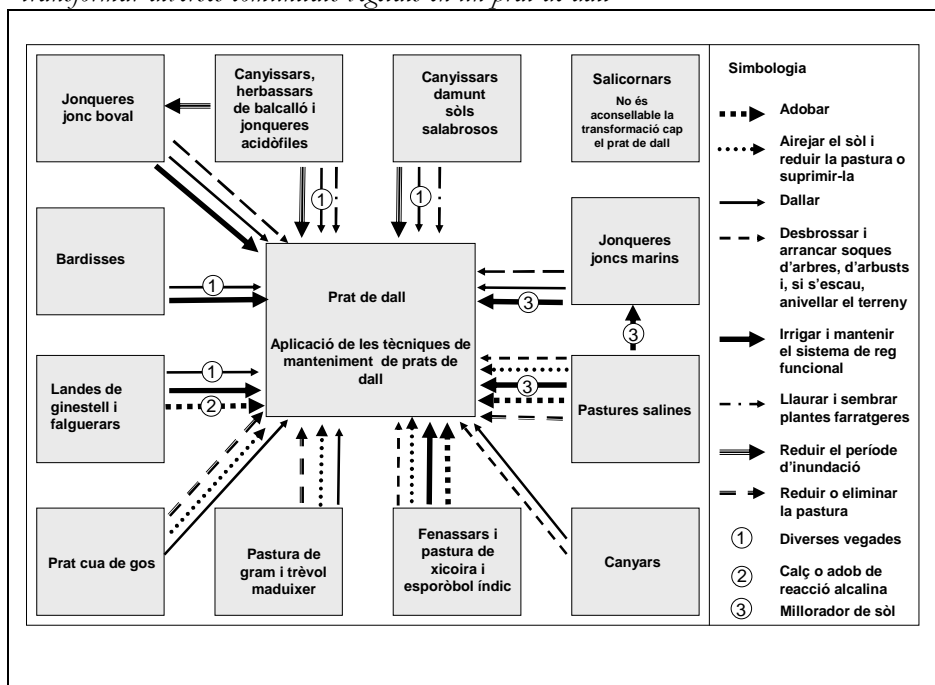 transformar diverses comunitats vegetals en un prat de dall
Jonqueres
jonc boval
Canyissars,
herbassars
de balcalló i
jonqueres
acidòfiles
Canyissars
damunt
sòls
salabrosos
Salicornars
No és
aconsellable la
transformació cap
el prat de dall
1
1
Bardisses
1
Prat de dall
Aplicació de les tècniques de
manteniment de prats de
dall
Jonqueres
joncs marins
3
3
Landes de
ginestell i
falguerars
1
2
3
Pastures salines
Prat cua de gos
Pastura de
gram i trèvol
maduixer
Fenassars i
pastura de
xicoira i
esporòbol índic
Canyars
Simbologia
Adobar
Airejar el sòl i
reduir la pastura o
suprimir-la
Dallar
Desbrossar i
arrancar soques
d'arbres, d'arbusts
i, si s'escau,
anivellar el terreny
Irrigar i mantenir
el sistema de reg
funcional
Llaurar i sembrar
plantes farratgeres
Reduir el període
d'inundació
Reduir o eliminar
la pastura
1 Diverses vegades
2 Calç o adob de
reacció alcalina
3 Millorador de sòl